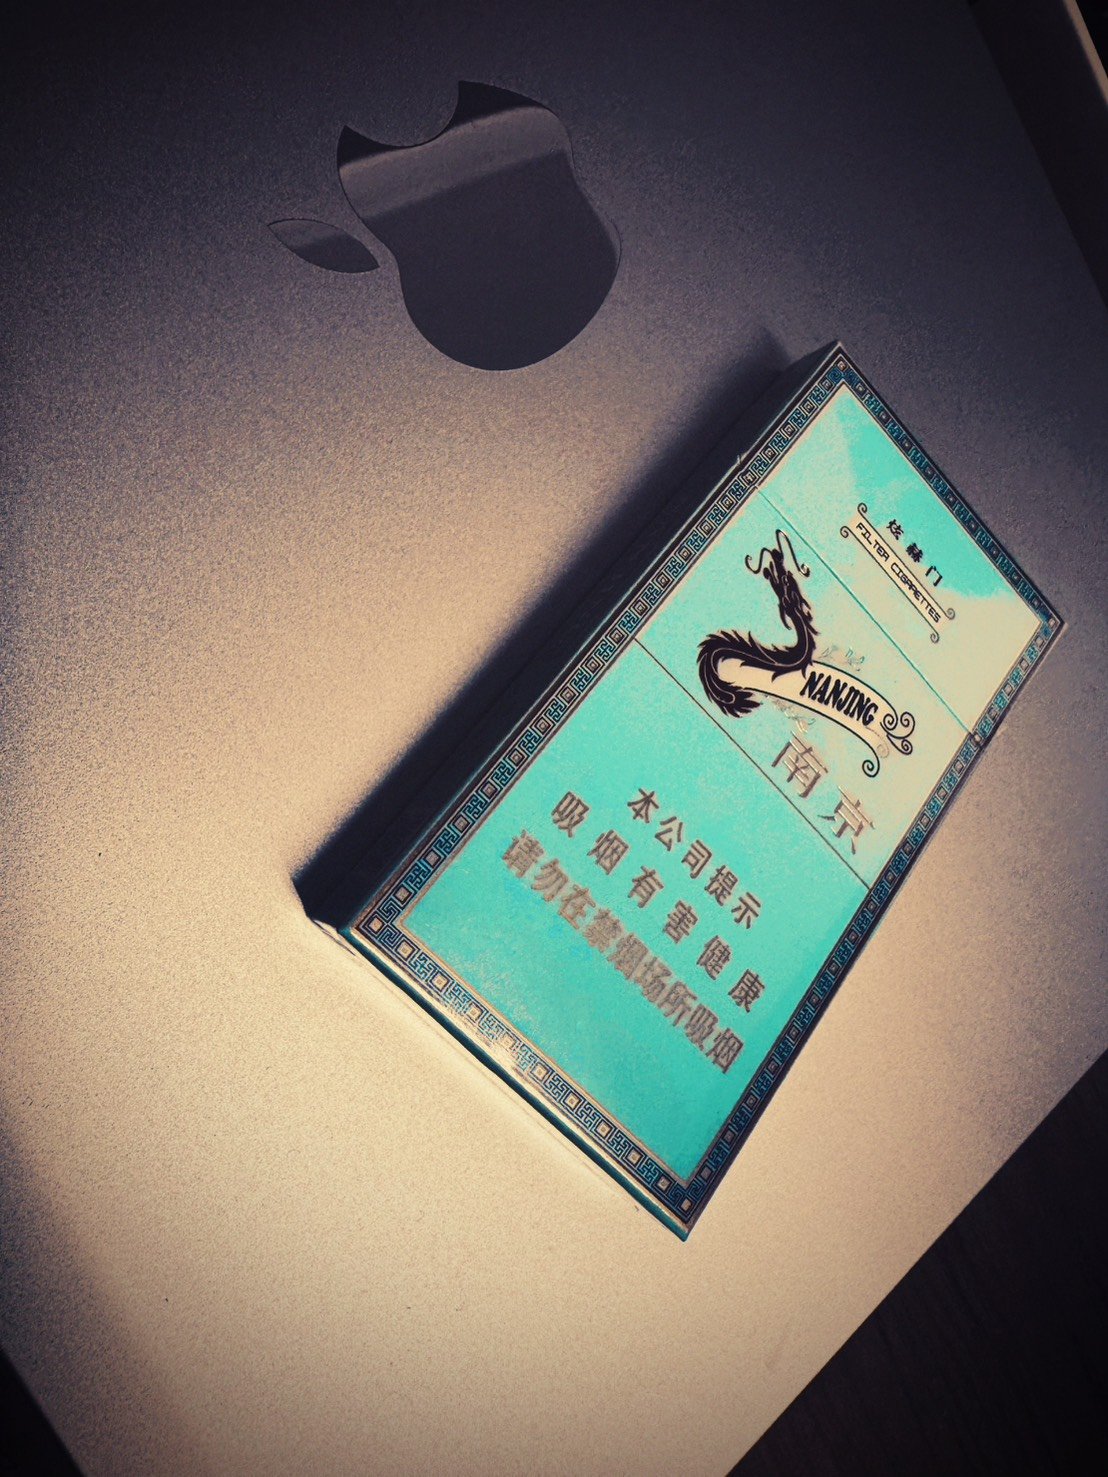 炫赫门
FILTER CIGARETTES
NANJING
南京
本公司提示
吸烟有害健康
请勿在禁烟场所吸烟